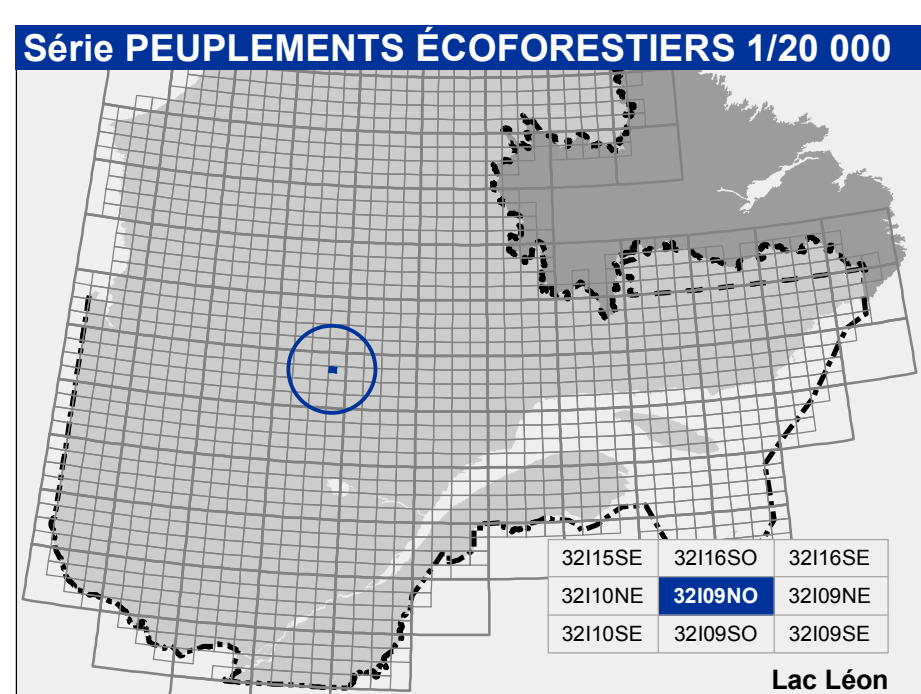 Série PEUPLEMENTS ÉCOFORESTIERS 1/20 000
32I15SE 32I16SO 32I16SE
32I10NE 32I09NO 32I09NE
32I10SE 32I09SO 32I09SE
Lac Léon